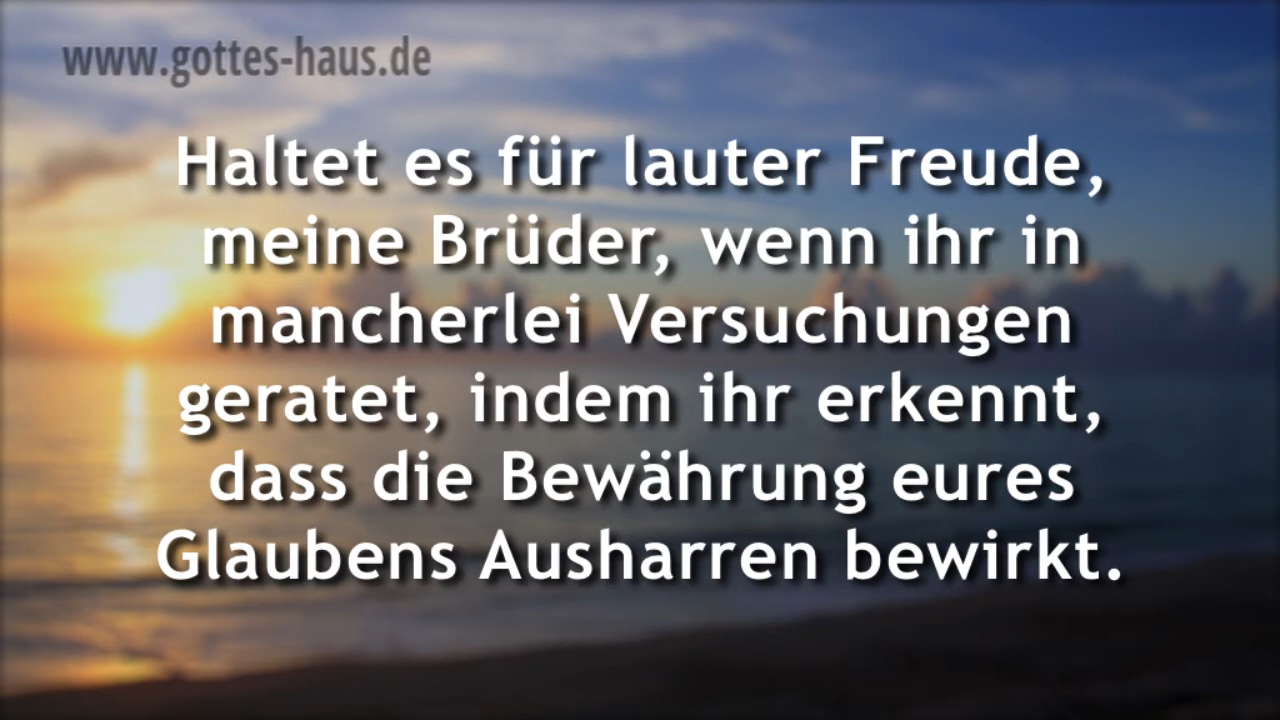 www.gottes-haus.de
Haltet es für lauter Freude,
meine Brüder, wenn ihr in
mancherlei Versuchungen
geratet, indem ihr erkennt,
dass die Bewährung eures
Glaubens Ausharren bewirkt.